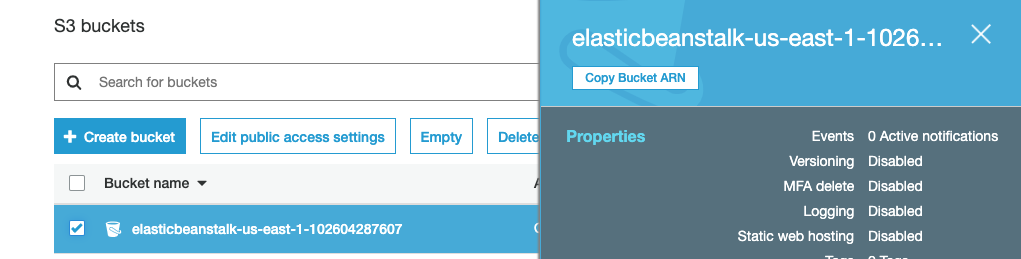 S3 buckets
Search for buckets
+ Create bucket
Edit public access settings
Empty
Delete
Bucket name
elasticbeanstalk-us-east-1-102604287607
elasticbeanstalk-us-east-1-1026...
Copy Bucket ARN
Properties
Events 0 Active notifications
Versioning Disabled
MFA delete Disabled
Logging Disabled
Static web hosting Disabled